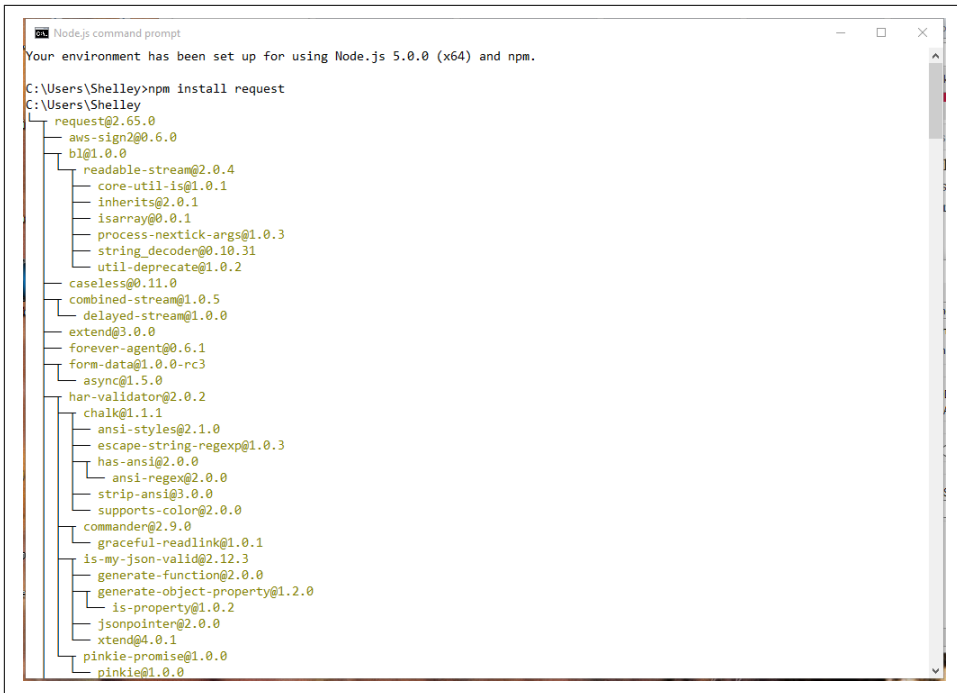 Node.js command prompt
Your environment has been set up for using Node.js 5.0.0 (x64) and npm.
C:\Users\Shelley>npm install request
C:\Users\Shelley
└─┬ request@2.65.0
  ├── aws-sign2@0.6.0
  ├─┬ bl@1.0.0
  │ └─┬ readable-stream@2.0.4
  │   ├── core-util-is@1.0.1
  │   ├── inherits@2.0.1
  │   ├── isarray@0.0.1
  │   ├── process-nextick-args@1.0.3
  │   ├── string_decoder@0.10.31
  │   └── util-deprecate@1.0.2
  ├── caseless@0.11.0
  ├─┬ combined-stream@1.0.5
  │ └── delayed-stream@1.0.0
  ├── extend@3.0.0
  ├── forever-agent@0.6.1
  ├─┬ form-data@1.0.0-rc3
  │ └── async@1.5.0
  ├─┬ har-validator@2.0.2
  │ ├─┬ chalk@1.1.1
  │ │ ├── ansi-styles@2.1.0
  │ │ ├── escape-string-regexp@1.0.3
  │ │ ├─┬ has-ansi@2.0.0
  │ │ │ └── ansi-regex@2.0.0
  │ │ ├── strip-ansi@3.0.0
  │ │ └── supports-color@2.0.0
  │ ├─┬ commander@2.9.0
  │ │ └── graceful-readlink@1.0.1
  │ ├─┬ is-my-json-valid@2.12.3
  │ │ ├── generate-function@2.0.0
  │ │ ├─┬ generate-object-property@1.2.0
  │ │ │ └── is-property@1.0.2
  │ │ ├── jsonpointer@2.0.0
  │ │ └── xtend@4.0.1
  │ └─┬ pinkie-promise@1.0.0
  │   └── pinkie@1.0.0